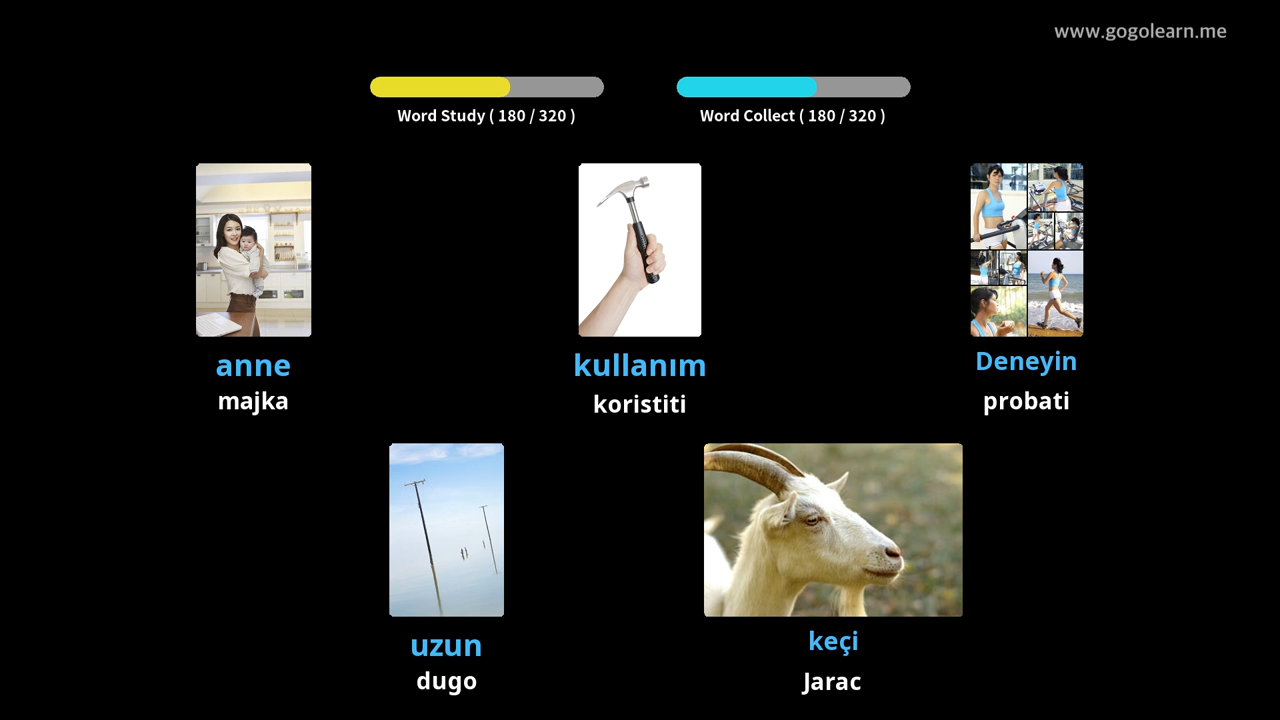 www.gogolearn.me
Word Study ( 180 / 320 )
Word Collect ( 180 / 320 )
anne
majka
kullanım
koristiti
Deneyin
probati
uzun
dugo
keçi
Jarac